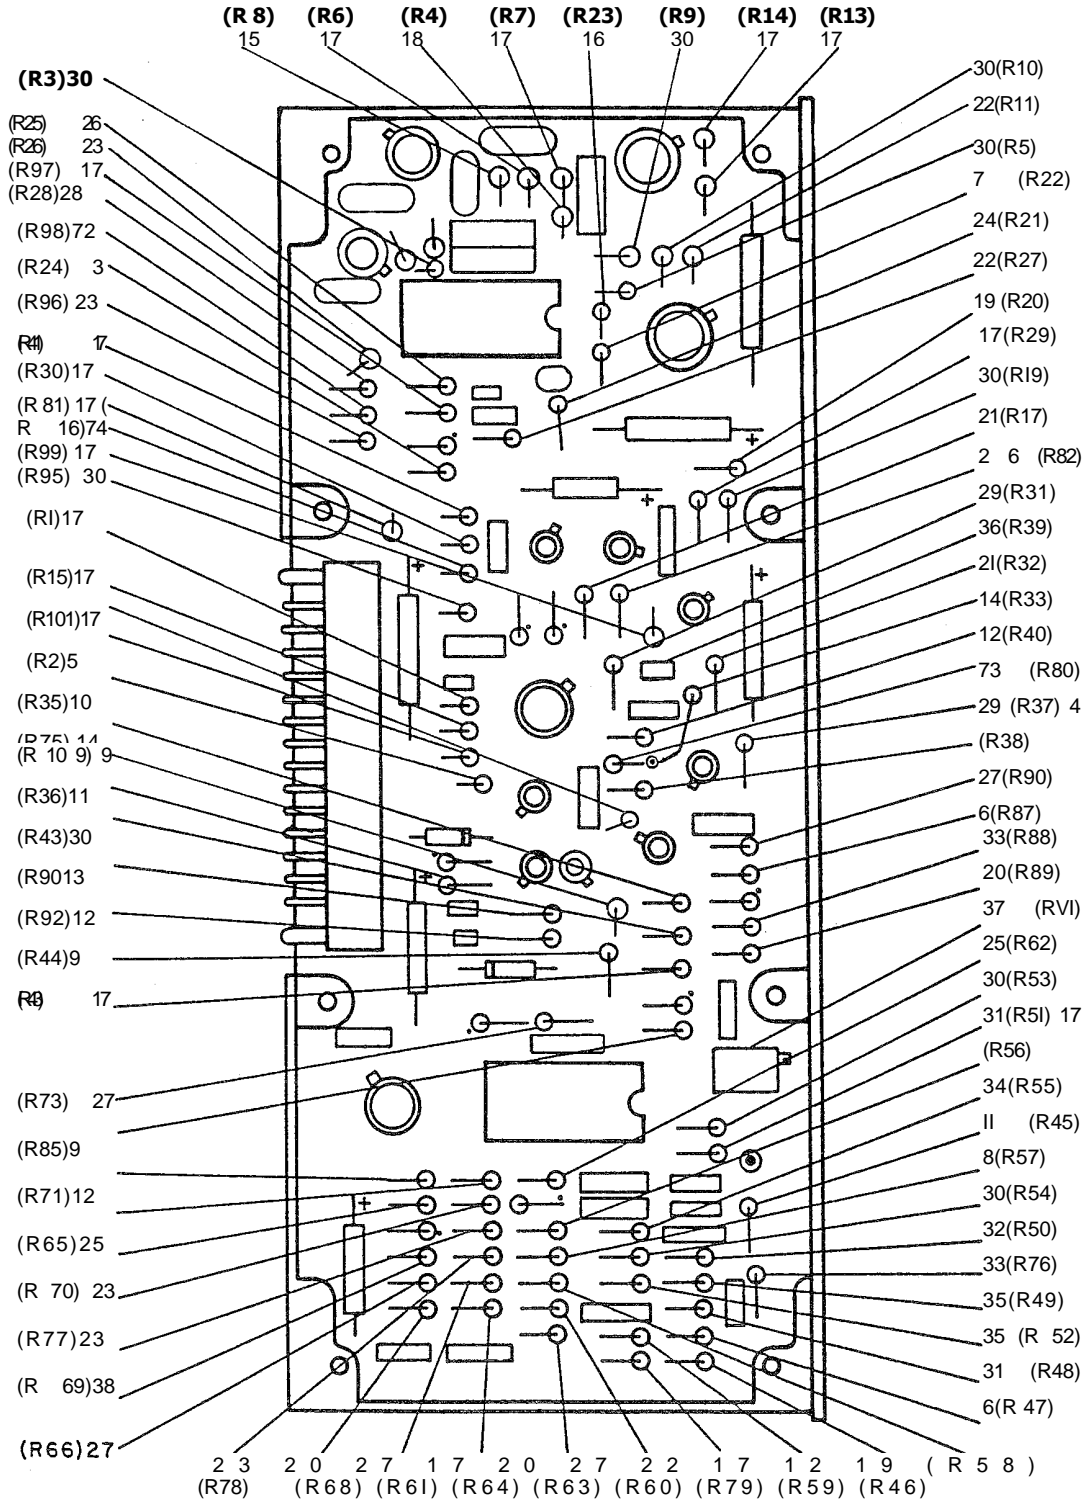 (R 8) (R6) (R4) (R7) (R23) (R9) (R14) (R13)
15 17 18 17 16 30 17 17
(R3)30
(R25) 26
(R26) 23
(R97) 17
(R28)28
(R98)72
(R24) 3
(R96) 23
17
(R30)17
(R 81) 17 (
R 16)74
(R99) 17
(R95) 30
(RI)17
(R15)17
(R101)17
(R2)5
(R35)10
(R75) 14
(R 10 9) 9
(R36)11
(R43)30
(R9013
(R92)12
(R44)9
17
(R73) 27
(R85)9
(R71)12
(R65)25
(R 70) 23
(R77)23
(R 69)38
(R66)27
30(R10)
22(R11)
30(R5)
7 (R22)
24(R21)
22(R27)
19 (R20)
17(R29)
30(RI9)
21(R17)
2 6 (R82)
29(R31)
36(R39)
2I(R32)
14(R33)
12(R40)
73 (R80)
29 (R37) 4
(R38)
27(R90)
6(R87)
33(R88)
20(R89)
37 (RVI)
25(R62)
30(R53)
31(R5I) 17
(R56)
34(R55)
II (R45)
8(R57)
30(R54)
32(R50)
33(R76)
35(R49)
35 (R 52)
31 (R48)
6(R 47)
+
+
+
+
+
+
+
2 3 2 0 2 7 1 7 2 0 2 7 2 2 1 7 1 2 1 9 ( R 5 8 )
(R78) (R68) (R6I) (R64) (R63) (R60) (R79) (R59) (R46)